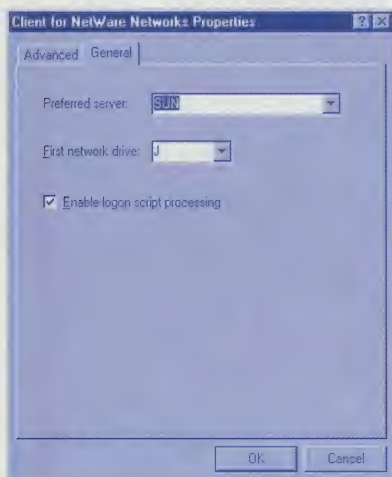 Client for NetWare Networks Properties
Advanced
General
Preferred server:
SUN
First network drive:
J
Enable logon script processing
OK
Cancel